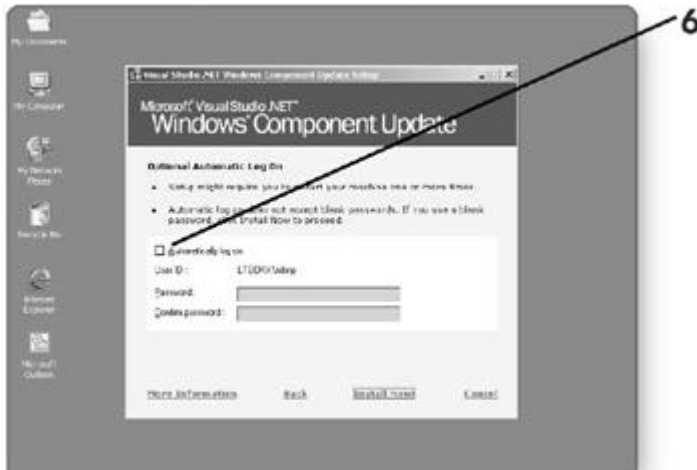 6
My Documents
My Computer
My Network
Places
Recycle Bin
Internet
Explorer
Microsoft
Outlook
Visual Studio .NET Windows Component Update Setup
Microsoft Visual Studio .NET
Windows Component Update
Optional Automatic Log On
• Setup might require you to restart your machine one or more times.
• Automatic log on does not accept blank passwords. If you use a blank
password, click Install Now to proceed.
Automatically log on
User ID:
Password:
Confirm password:
More Information Back Install Now! Cancel